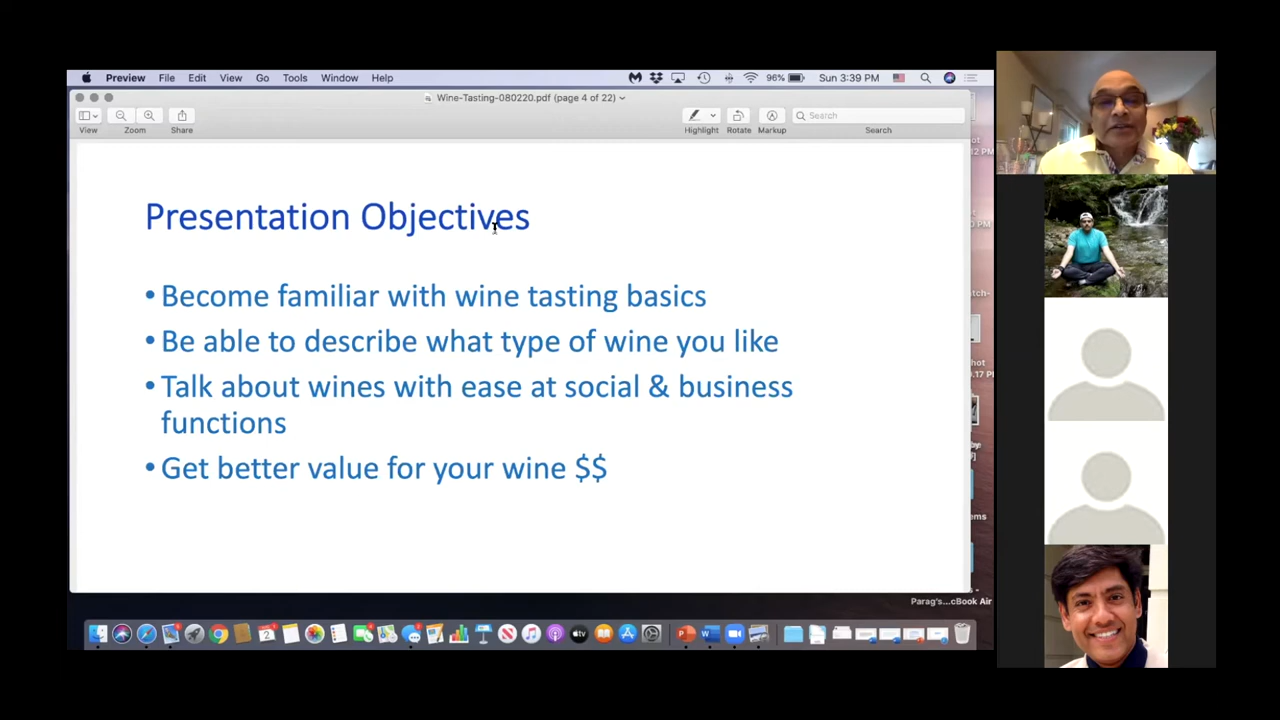 Preview File Edit View Go Tools Window Help 96% Sun 3:39 PM
Wine-Tasting-080220.pdf (page 4 of 22)
Search
View Zoom Share Highlight Rotate Markup Search
Presentation Objectives
• Become familiar with wine tasting basics
• Be able to describe what type of wine you like
• Talk about wines with ease at social & business
functions
• Get better value for your wine $$
Parag's...cBook Air